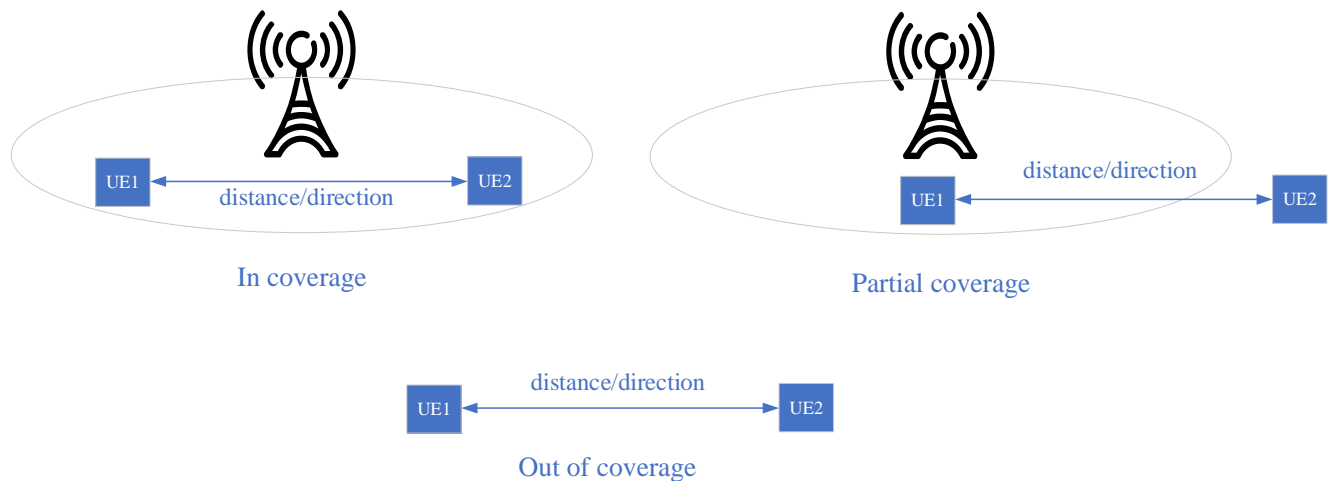 UE1
UE2
distance/direction
In coverage
distance/direction
UE1
UE2
Partial coverage
distance/direction
UE1
UE2
Out of coverage